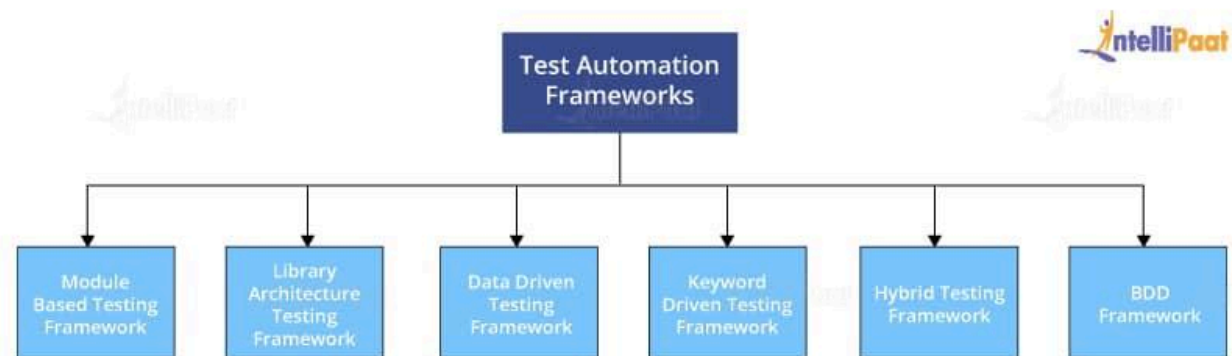 IntelliPaat
Test Automation
Frameworks
Module
Based Testing
Framework
Library
Architecture
Testing
Framework
Data Driven
Testing
Framework
Keyword
Driven Testing
Framework
Hybrid Testing
Framework
BDD
Framework